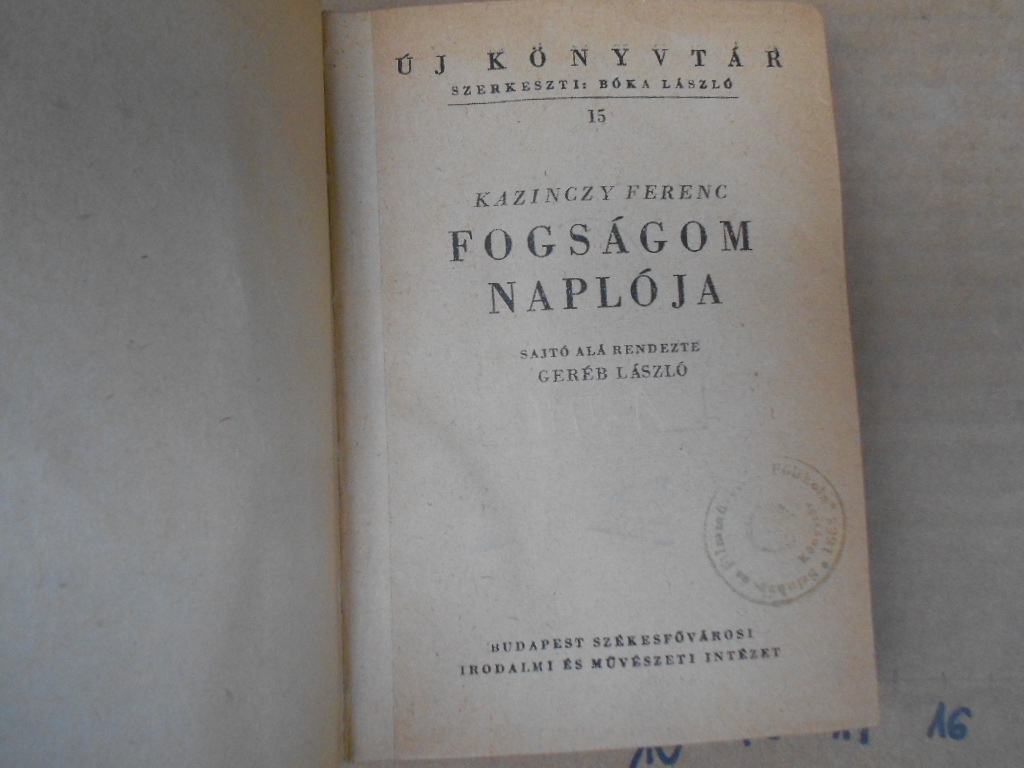 ÚJ KÖNYVTÁR
SZERKESZTI: BÓKA LÁSZLÓ
15
KAZINCZY FERENC
FOGSÁGOM
NAPLÓJA
SAJTÓ ALÁ RENDEZTE
GERÉB LÁSZLÓ
BUDAPEST SZÉKESFŐVÁROSI
IRODALMI ÉS MŰVÉSZETI INTÉZET
16